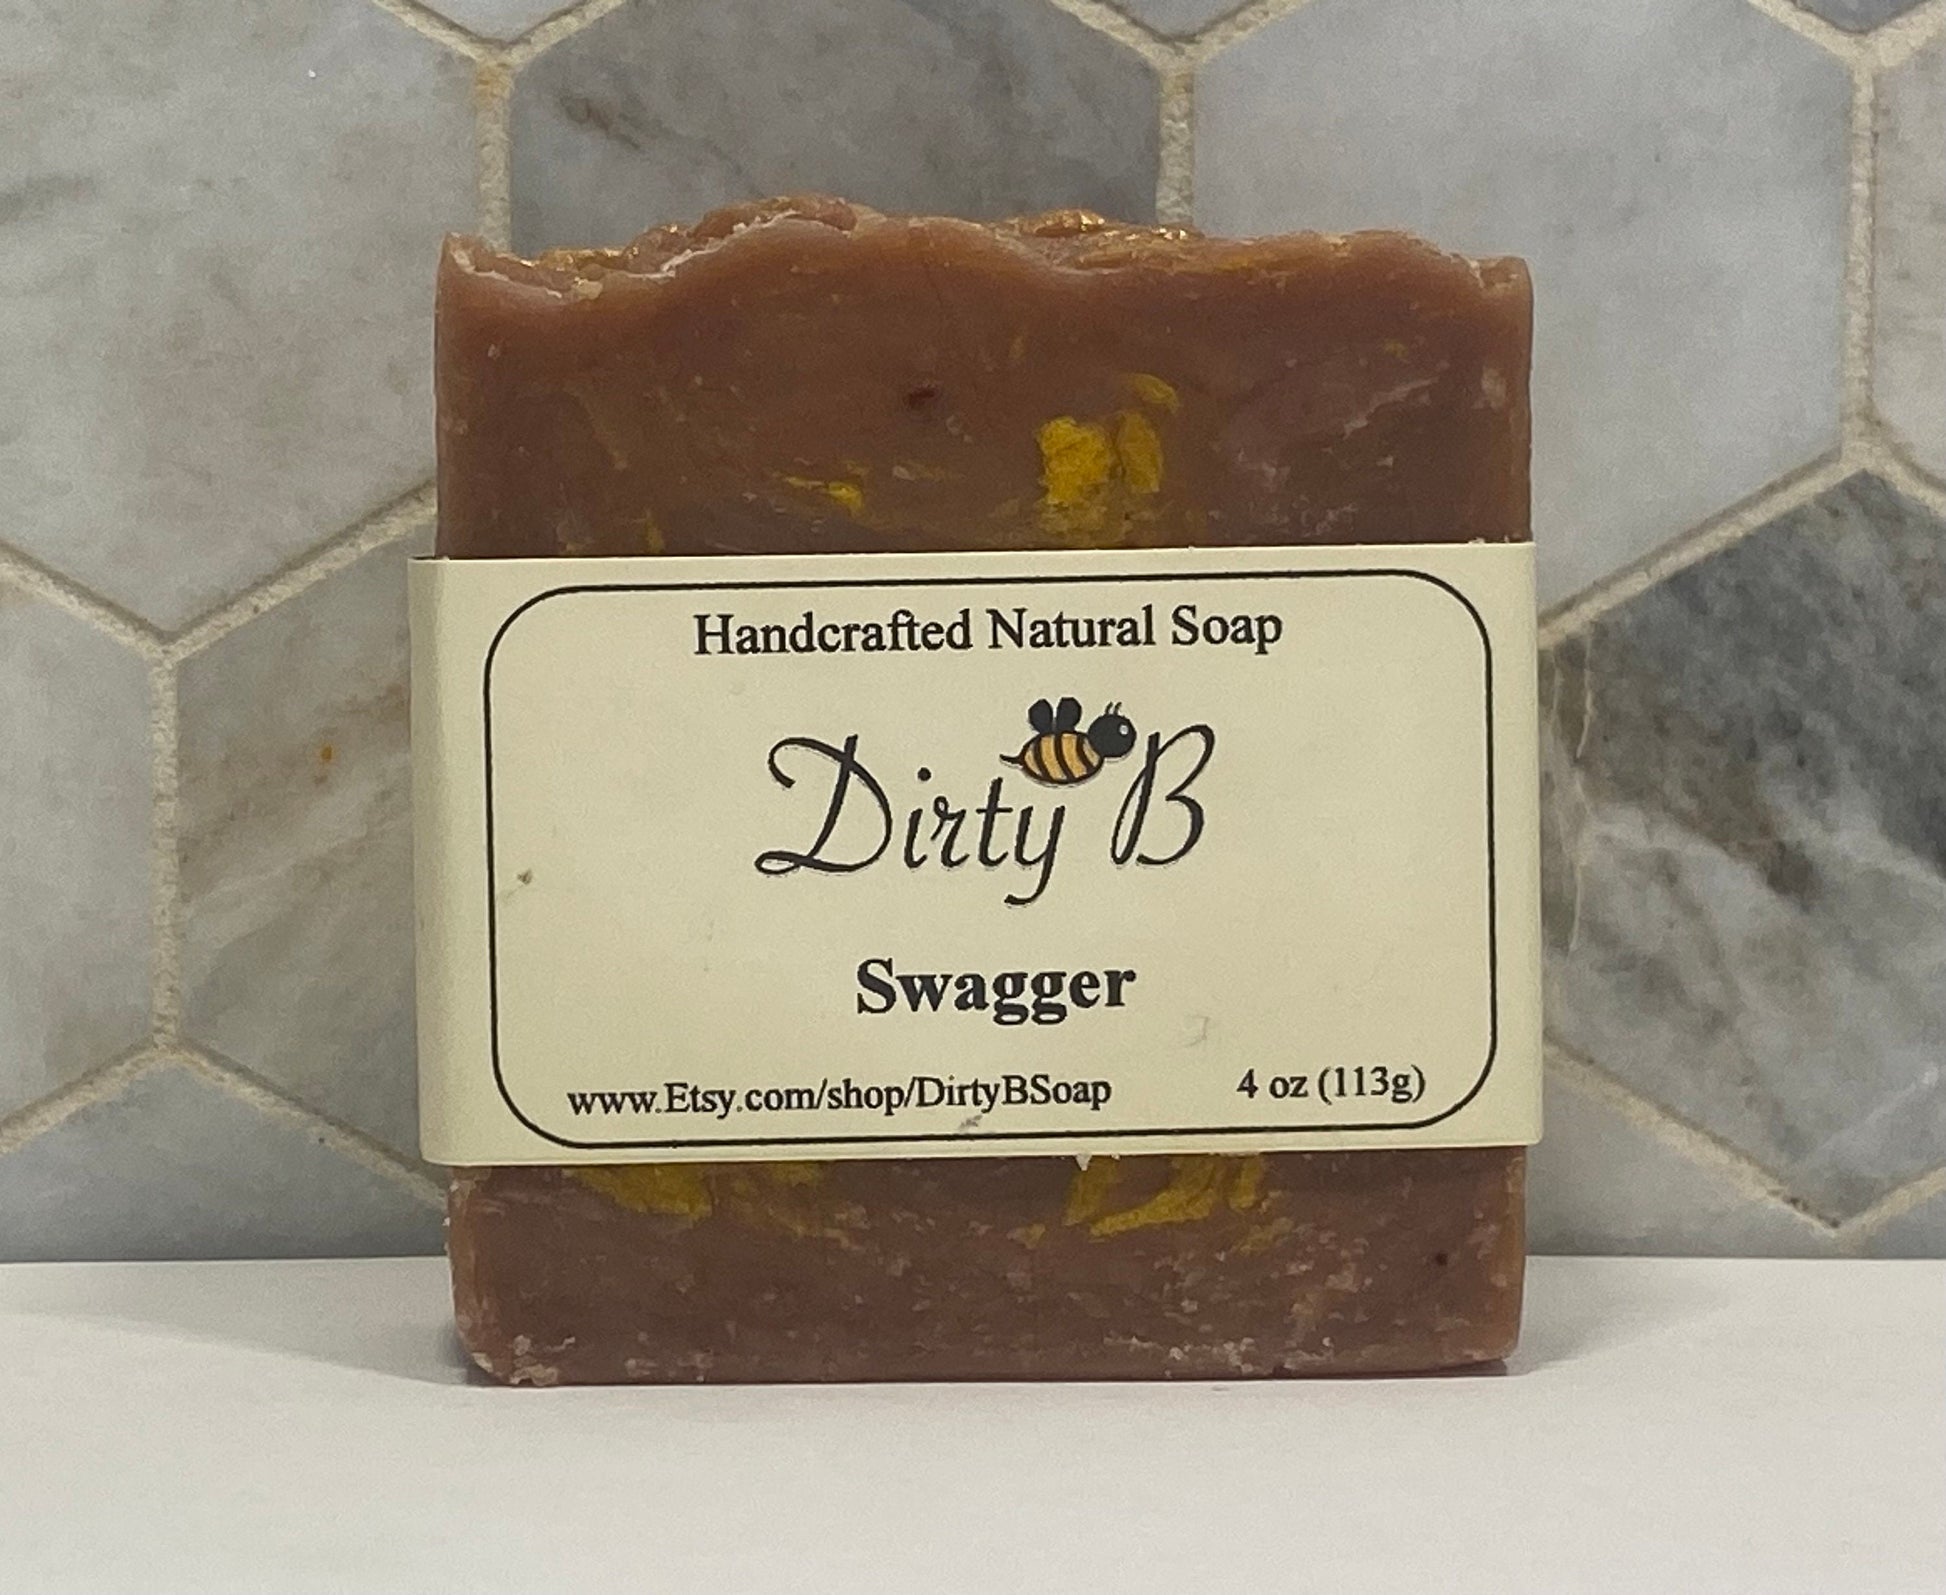 Handcrafted Natural Soap
Dirty B
Swagger
www.Etsy.com/shop/DirtyBSoap 4 oz (113g)